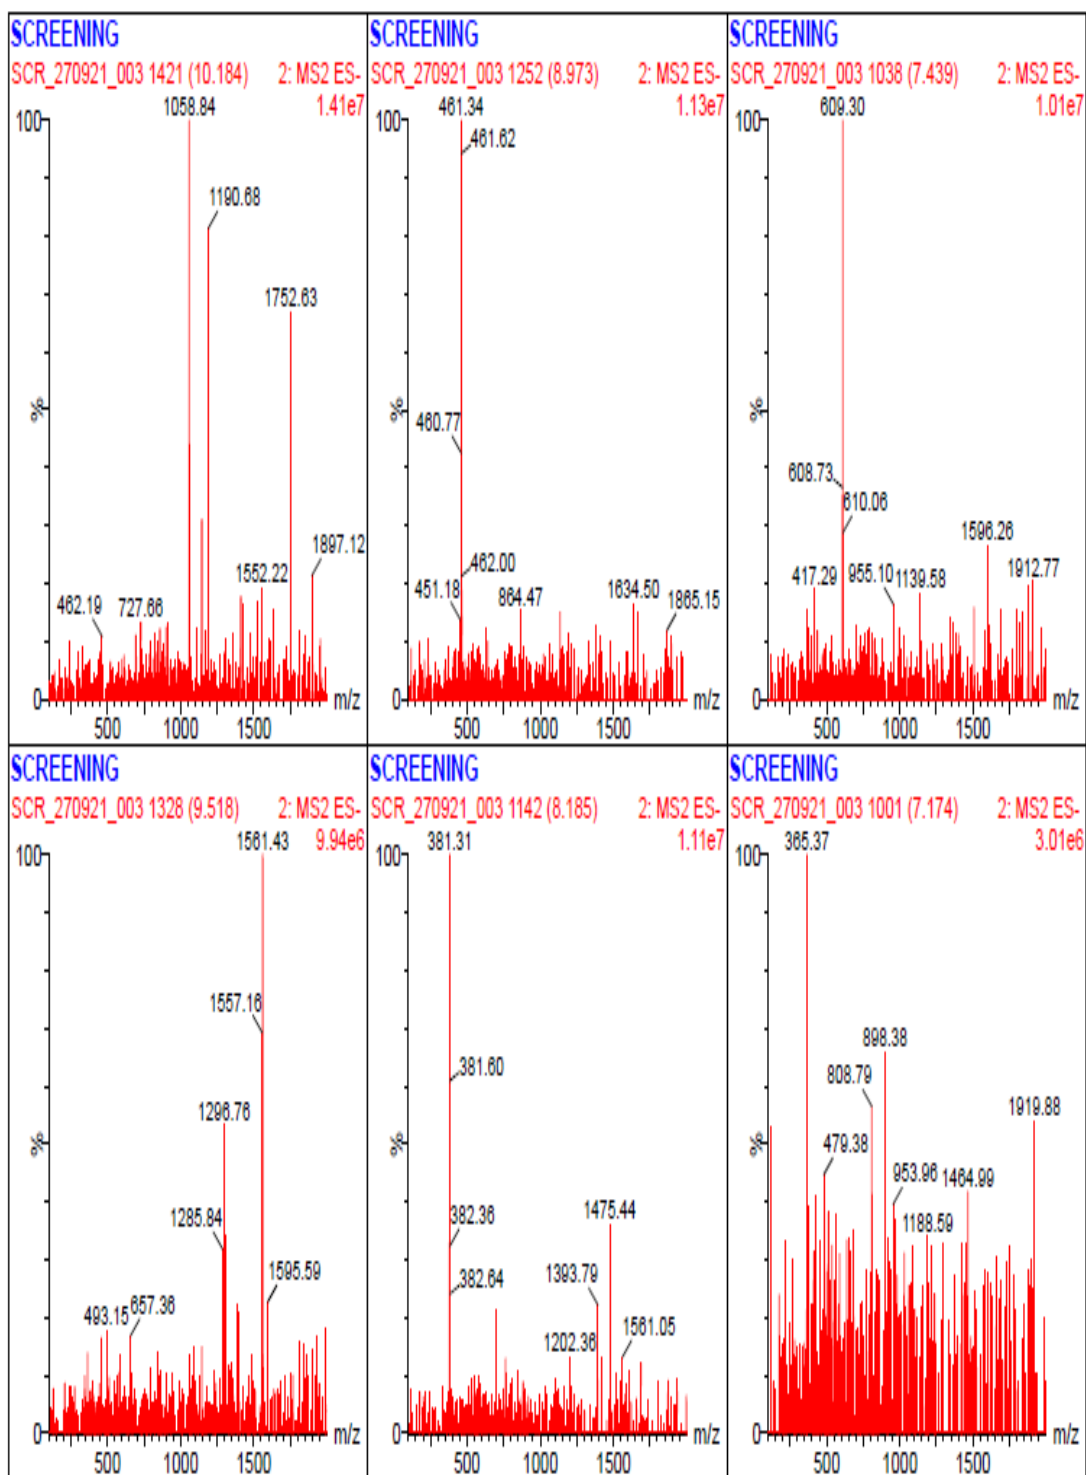 SCREENING
SCR_270921_003 1421 (10.184) 2: MS2 ES-
1.41e7
1058.84
100
1190.68
1752.63
%
1897.12
1552.22
462.19
727.66
0
m/z
500 1000 1500
SCREENING
SCR_270921_003 1252 (8.973) 2: MS2 ES-
1.13e7
461.34
100
461.62
%
460.77
462.00
451.18
864.47
1634.50
1865.15
0
m/z
500 1000 1500
SCREENING
SCR_270921_003 1038 (7.439) 2: MS2 ES-
1.01e7
609.30
100
%
608.73
610.06
1596.26
417.29
955.10
1139.58
1912.77
0
m/z
500 1000 1500
SCREENING
SCR_270921_003 1328 (9.518) 2: MS2 ES-
9.94e6
1561.43
100
1557.16
1296.76
%
1285.84
1595.59
493.15
657.36
0
m/z
500 1000 1500
SCREENING
SCR_270921_003 1142 (8.185) 2: MS2 ES-
1.11e7
381.31
100
381.60
%
382.36
1475.44
382.64
1393.79
1202.36
1561.05
0
m/z
500 1000 1500
SCREENING
SCR_270921_003 1001 (7.174) 2: MS2 ES-
3.01e6
365.37
100
898.38
808.79
1919.88
%
479.38
953.96
1464.99
1188.59
0
m/z
500 1000 1500